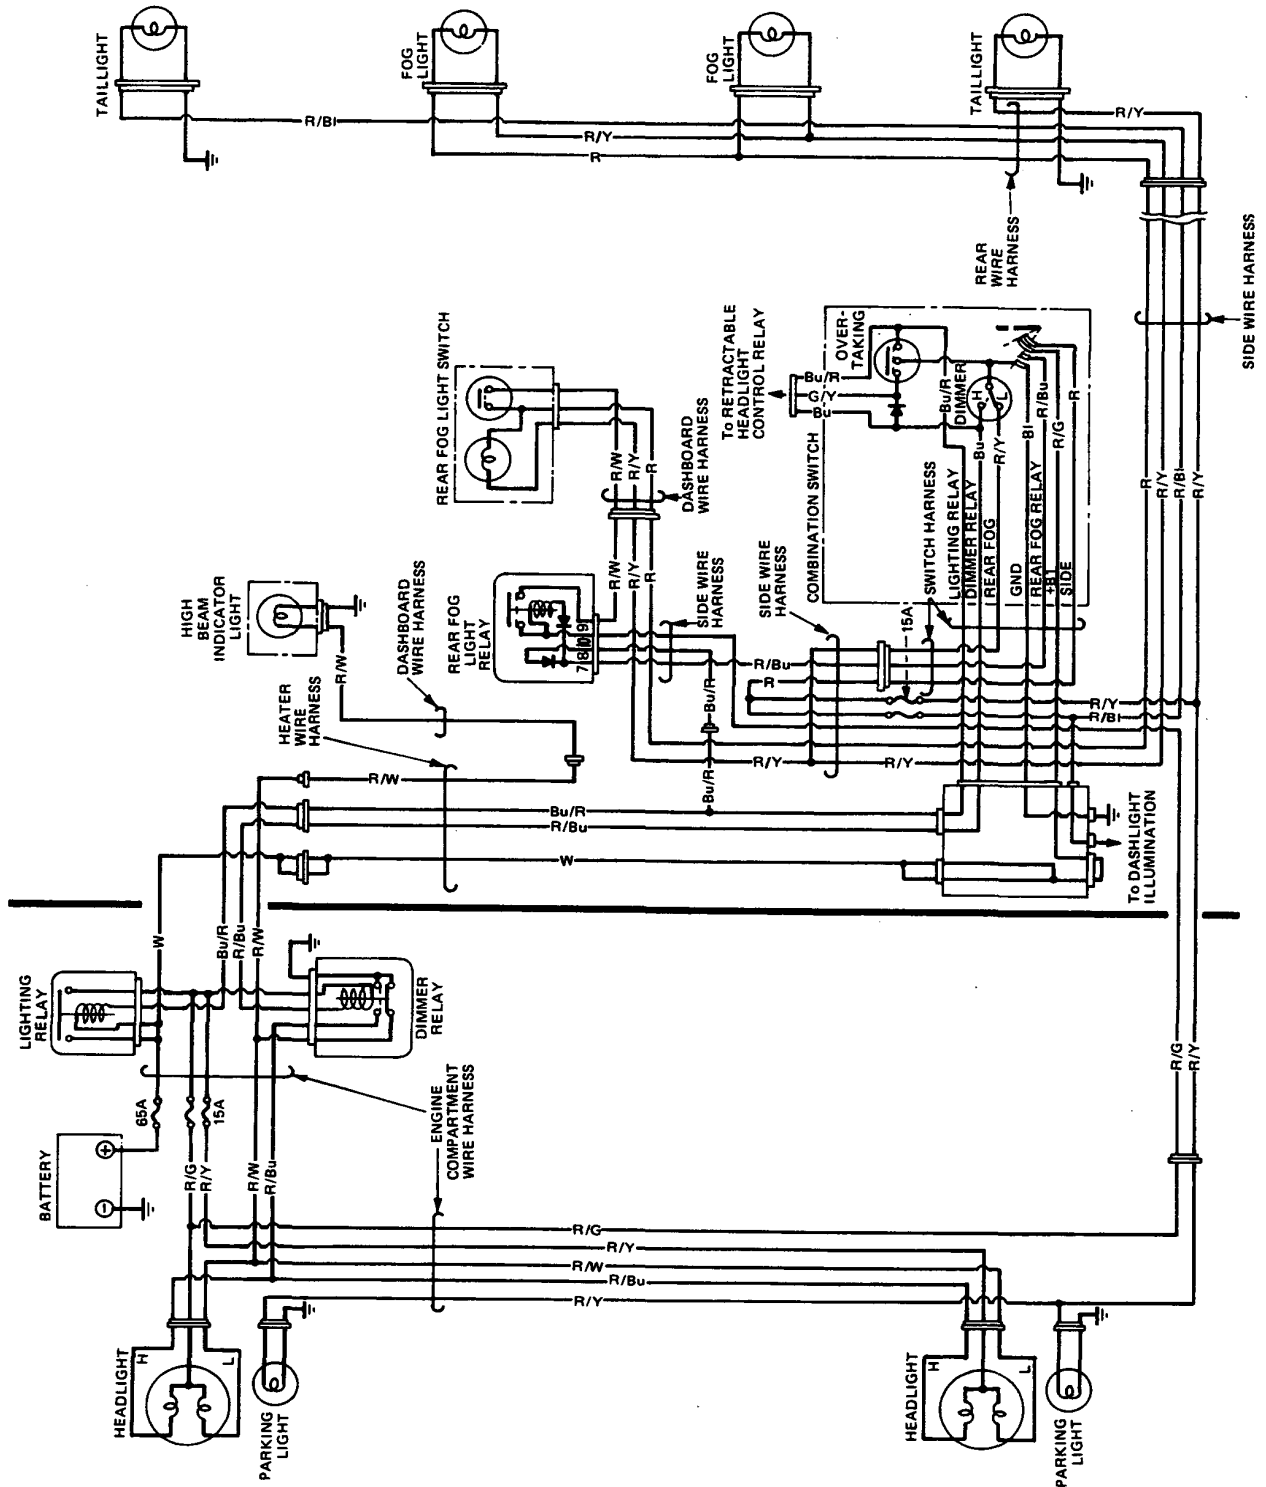 TAILLIGHT
FOG
LIGHT
FOG
LIGHT
TAILLIGHT
R/Bl
R/Y
R
R/Y
REAR
WIRE
HARNESS
SIDE WIRE HARNESS
REAR FOG LIGHT SWITCH
To RETRACTABLE
HEADLIGHT
CONTROL RELAY
OVER-
TAKING
Bu/R
G/Y
Bu
Bu/R
DIMMER
H
L
Bu
R/Y
Bl
R/Bu
R/G
R
R/W
R/Y
R
DASHBOARD
WIRE HARNESS
COMBINATION SWITCH
SWITCH HARNESS
LIGHTING RELAY
DIMMER RELAY
REAR FOG
GND
REAR FOG RELAY
+B1
SIDE
R
R/Y
R/Bl
R/Y
HIGH
BEAM
INDICATOR
LIGHT
R/W
DASHBOARD
WIRE HARNESS
REAR FOG
LIGHT
RELAY
7
8
10
9
R/W
R/Y
R
SIDE WIRE
HARNESS
SIDE WIRE
HARNESS
15A
HEATER
WIRE
HARNESS
R/Bu
R
Bu/R
R/Y
R/Bl
R/W
R/Y
R/Y
Bu/R
Bu/R
R/Bu
W
To DASHLIGHT
ILLUMINATION
W
Bu/R
R/Bu
R/W
LIGHTING
RELAY
DIMMER
RELAY
R/G
R/Y
65A
15A
ENGINE
COMPARTMENT
WIRE HARNESS
BATTERY
+
−
R/G
R/Y
R/W
R/Bu
R/G
R/Y
R/W
R/Bu
R/Y
HEADLIGHT
H
L
PARKING
LIGHT
HEADLIGHT
H
L
PARKING
LIGHT